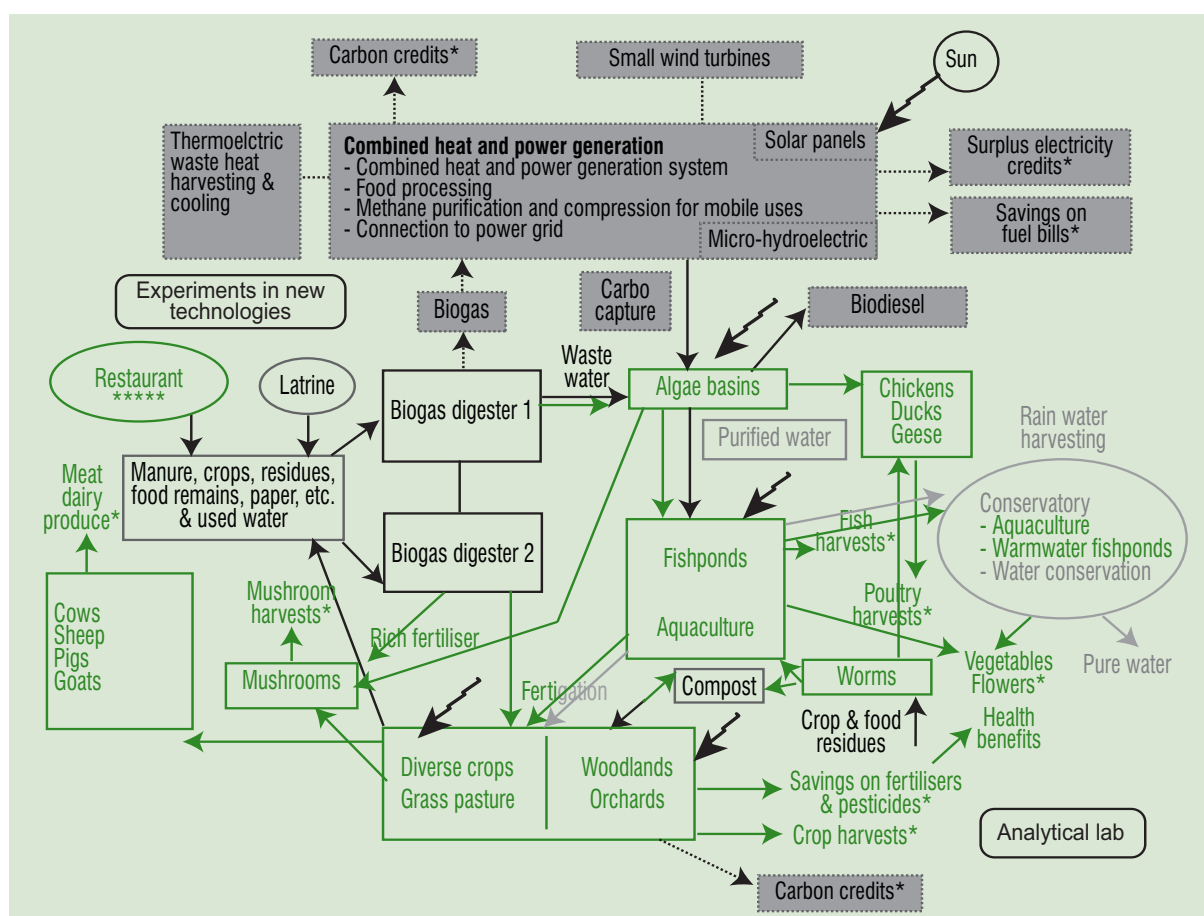 Carbon credits*
Small wind turbines
Sun
Thermoelctric
waste heat
harvesting &
cooling
Combined heat and power generation
- Combined heat and power generation system
- Food processing
- Methane purification and compression for mobile uses
- Connection to power grid
Solar panels
Micro-hydroelectric
Surplus electricity
credits*
Savings on
fuel bills*
Experiments in new
technologies
Biogas
Carbo
capture
Biodiesel
Restaurant
*****
Latrine
Biogas digester 1
Waste
water
Algae basins
Chickens
Ducks
Geese
Purified water
Rain water
harvesting
Meat
dairy
produce*
Manure, crops, residues,
food remains, paper, etc.
& used water
Biogas digester 2
Fishponds
Aquaculture
Fish
harvests*
Conservatory
- Aquaculture
- Warmwater fishponds
- Water conservation
Cows
Sheep
Pigs
Goats
Mushroom
harvests*
Rich fertiliser
Mushrooms
Poultry
harvests*
Vegetables
Flowers*
Pure water
Fertigation
Compost
Worms
Crop & food
residues
Health
benefits
Diverse crops
Grass pasture
Woodlands
Orchards
Savings on fertilisers
& pesticides*
Crop harvests*
Analytical lab
Carbon credits*